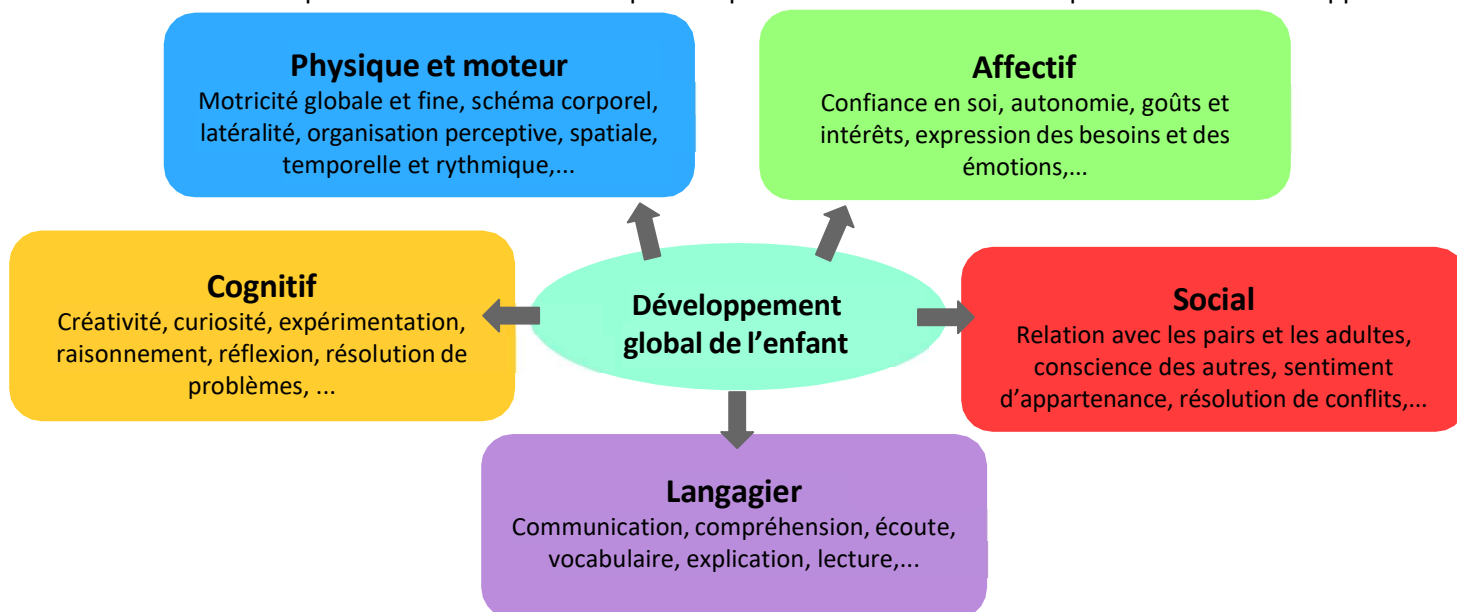 Physique et moteur
Motricité globale et fine, schéma corporel,
latéralité, organisation perceptive, spatiale,
temporelle et rythmique,...
Affectif
Confiance en soi, autonomie, goûts et
intérêts, expression des besoins et des
émotions,...
Cognitif
Créativité, curiosité, expérimentation,
raisonnement, réflexion, résolution de
problèmes, ...
Développement
global de l’enfant
Social
Relation avec les pairs et les adultes,
conscience des autres, sentiment
d’appartenance, résolution de conflits,...
Langagier
Communication, compréhension, écoute,
vocabulaire, explication, lecture,...